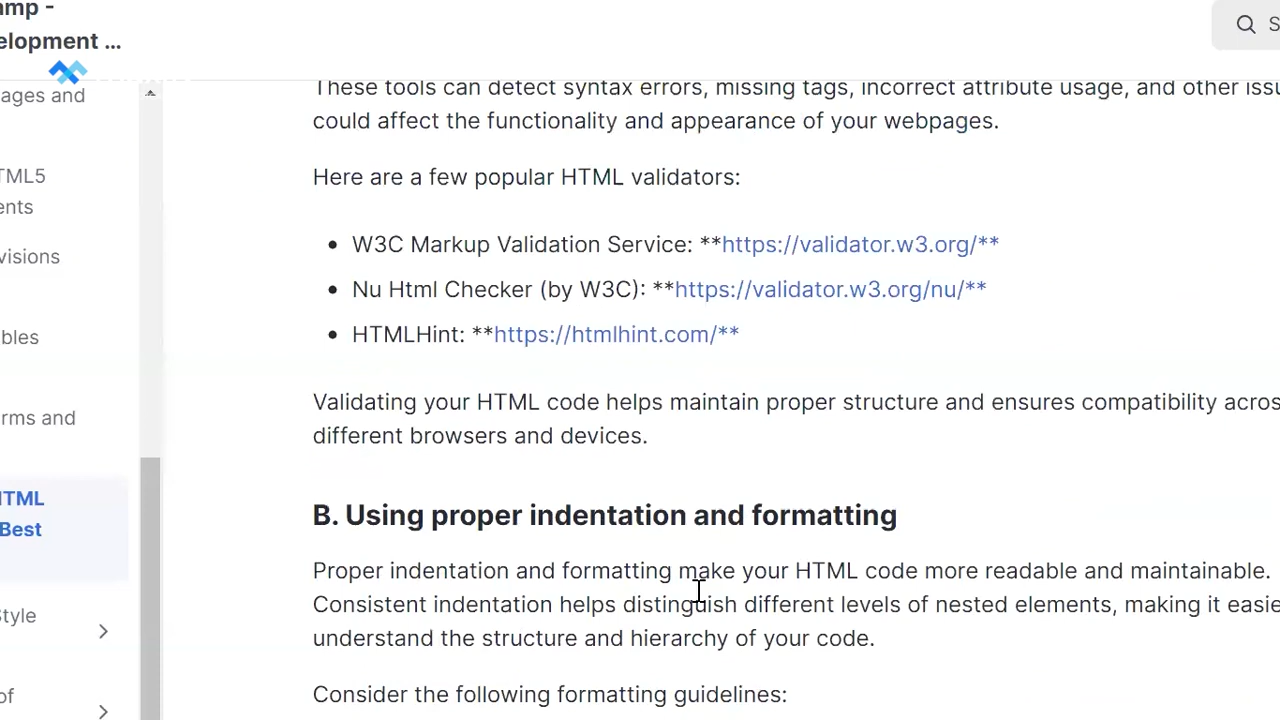 amp -
elopment ...
S
ages and
TML5
ents
visions
bles
rms and
HTML
Best
Style
of
These tools can detect syntax errors, missing tags, incorrect attribute usage, and other issu
could affect the functionality and appearance of your webpages.
Here are a few popular HTML validators:
• W3C Markup Validation Service: **https://validator.w3.org/**
• Nu Html Checker (by W3C): **https://validator.w3.org/nu/**
• HTMLHint: **https://htmlhint.com/**
Validating your HTML code helps maintain proper structure and ensures compatibility acros
different browsers and devices.
B. Using proper indentation and formatting
Proper indentation and formatting make your HTML code more readable and maintainable.
Consistent indentation helps distinguish different levels of nested elements, making it easie
understand the structure and hierarchy of your code.
Consider the following formatting guidelines: